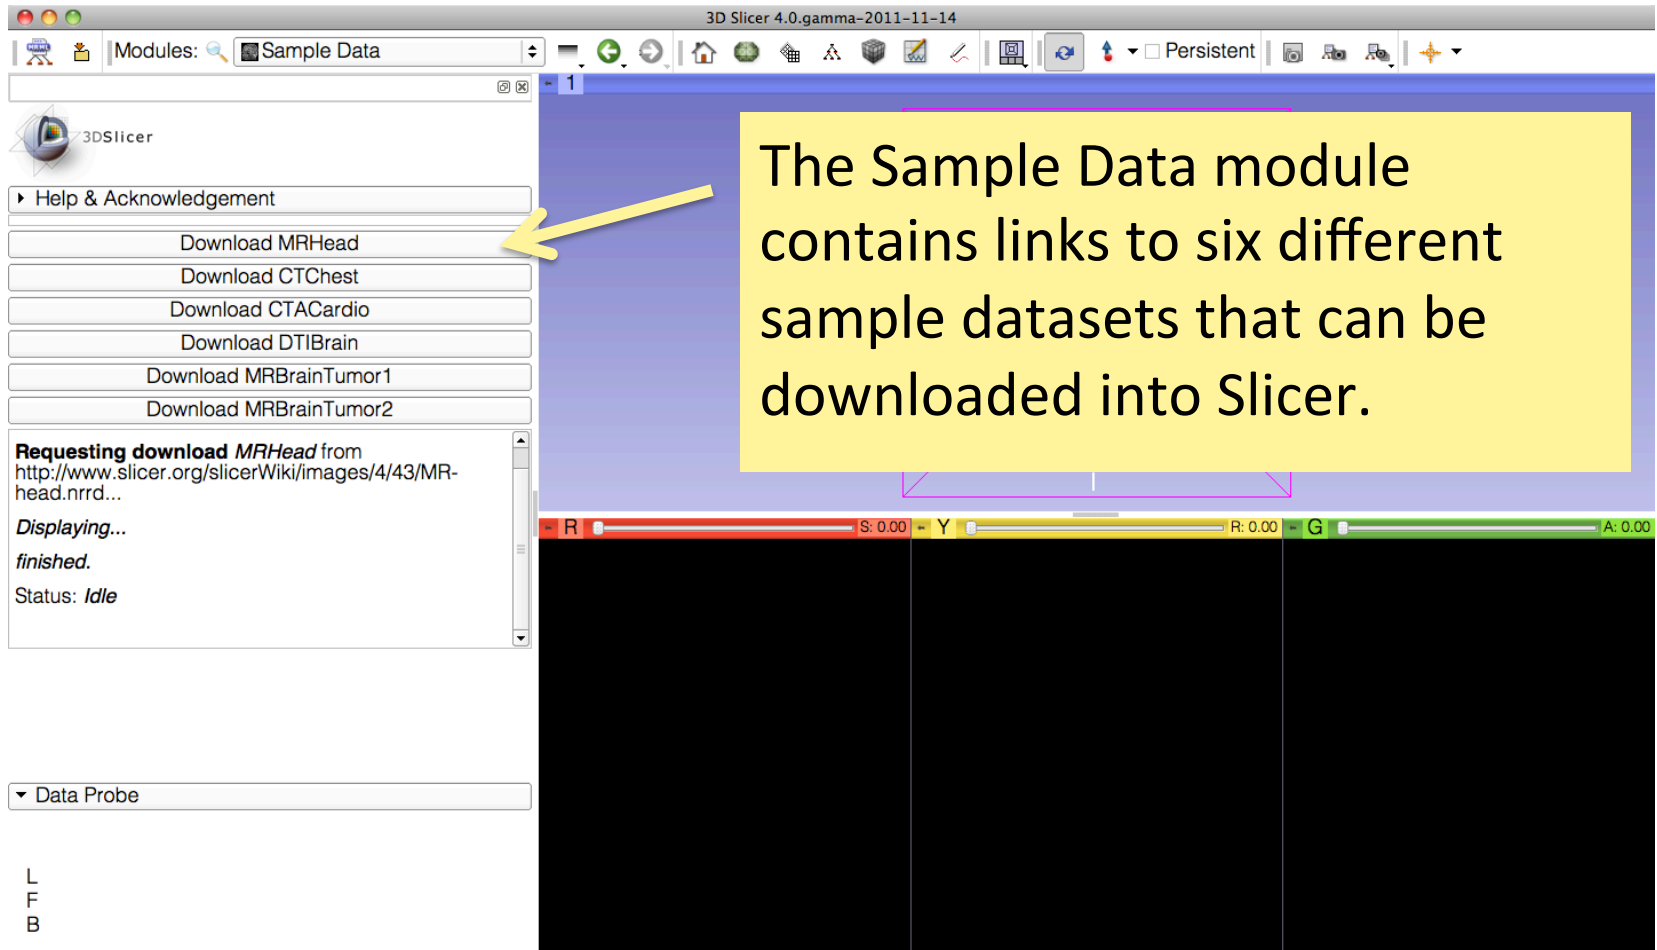 3D Slicer 4.0.gamma-2011-11-14
Modules: Sample Data
Persistent
1
3DSlicer
Help & Acknowledgement
Download MRHead
Download CTChest
Download CTACardio
Download DTIBrain
Download MRBrainTumor1
Download MRBrainTumor2
Requesting download MRHead from
http://www.slicer.org/slicerWiki/images/4/43/MR-
head.nrrd...
Displaying...
finished.
Status: Idle
The Sample Data module
contains links to six different
sample datasets that can be
downloaded into Slicer.
R S: 0.00 Y R: 0.00 G A: 0.00
Data Probe
L
F
B